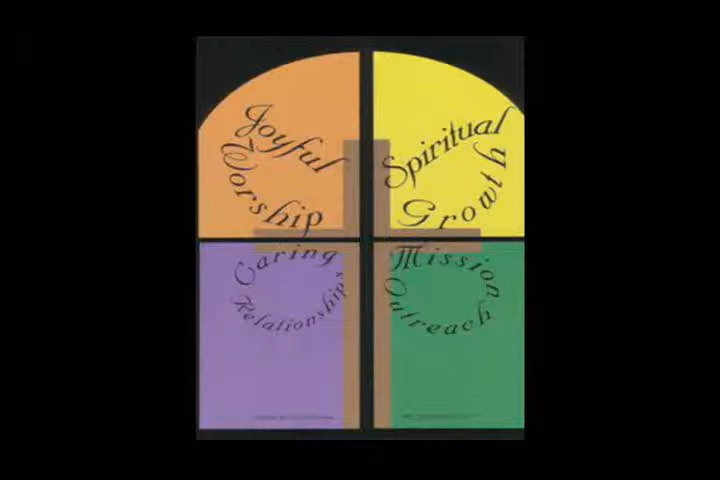 Joyful
Worship
Spiritual
Growth
Caring
Relationships
Mission
Outreach